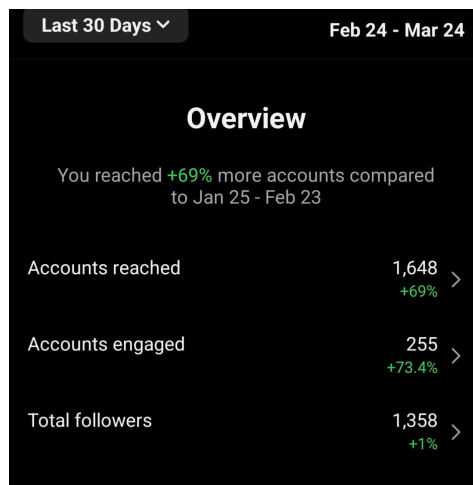 Last 30 Days
Feb 24 - Mar 24
Overview
You reached +69% more accounts compared
to Jan 25 - Feb 23
Accounts reached
1,648
+69%
Accounts engaged
255
+73.4%
Total followers
1,358
+1%